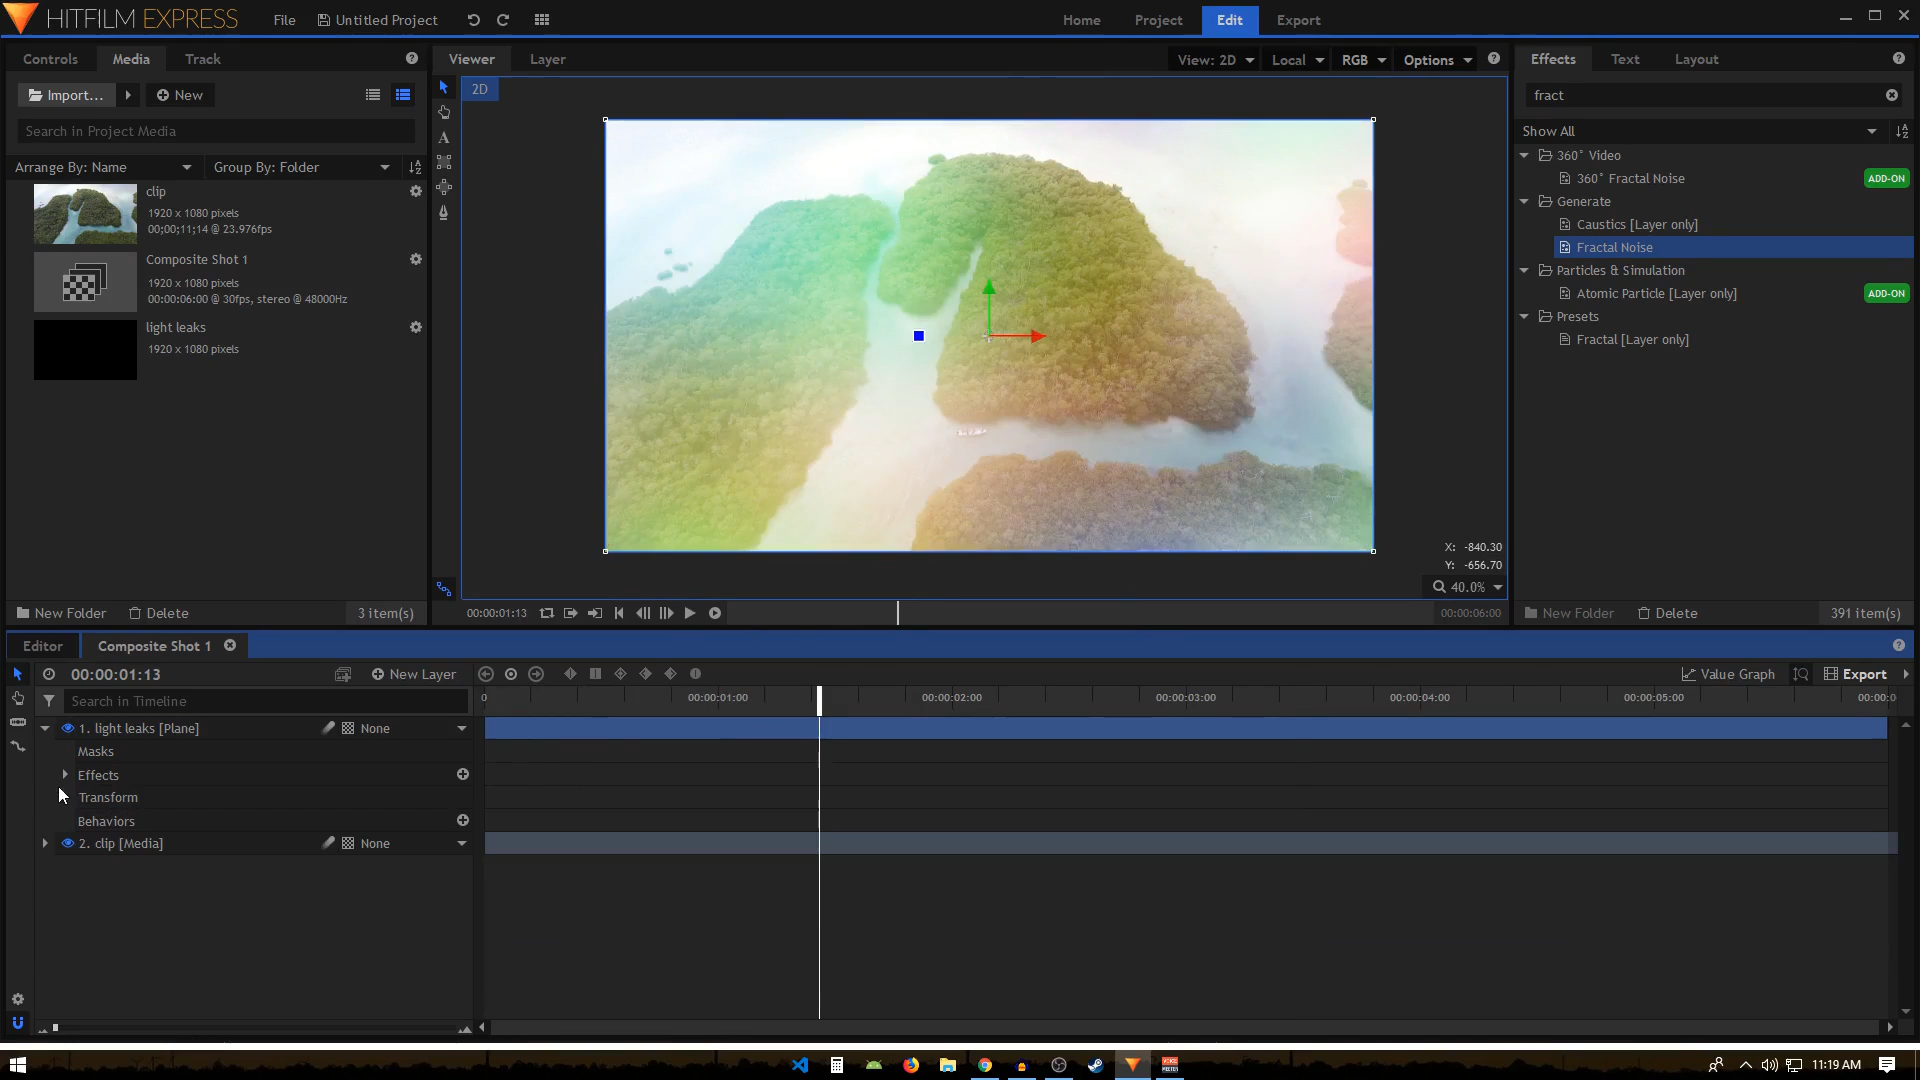 HITFILM EXPRESS
File
Untitled Project
Home
Project
Edit
Export
Controls
Media
Track
Viewer
Layer
View: 2D
Local
RGB
Options
Effects
Text
Layout
Import...
New
2D
fract
Search in Project Media
Show All
Arrange By: Name
Group By: Folder
clip
1920 x 1080 pixels
00;00;11;14 @ 23.976fps
Composite Shot 1
1920 x 1080 pixels
00:00:06:00 @ 30fps, stereo @ 48000Hz
light leaks
1920 x 1080 pixels
360° Video
360° Fractal Noise
ADD-ON
Generate
Caustics [Layer only]
Fractal Noise
Particles & Simulation
Atomic Particle [Layer only]
ADD-ON
Presets
Fractal [Layer only]
X: -840.30
Y: -656.70
40.0%
New Folder
Delete
3 item(s)
00:00:01:13
00:00:06:00
New Folder
Delete
391 item(s)
Editor
Composite Shot 1
00:00:01:13
New Layer
Value Graph
Export
Search in Timeline
0
00:00:01:00
00:00:02:00
00:00:03:00
00:00:04:00
00:00:05:00
00:00:0
1. light leaks [Plane]
None
Masks
Effects
Transform
Behaviors
2. clip [Media]
None
11:19 AM